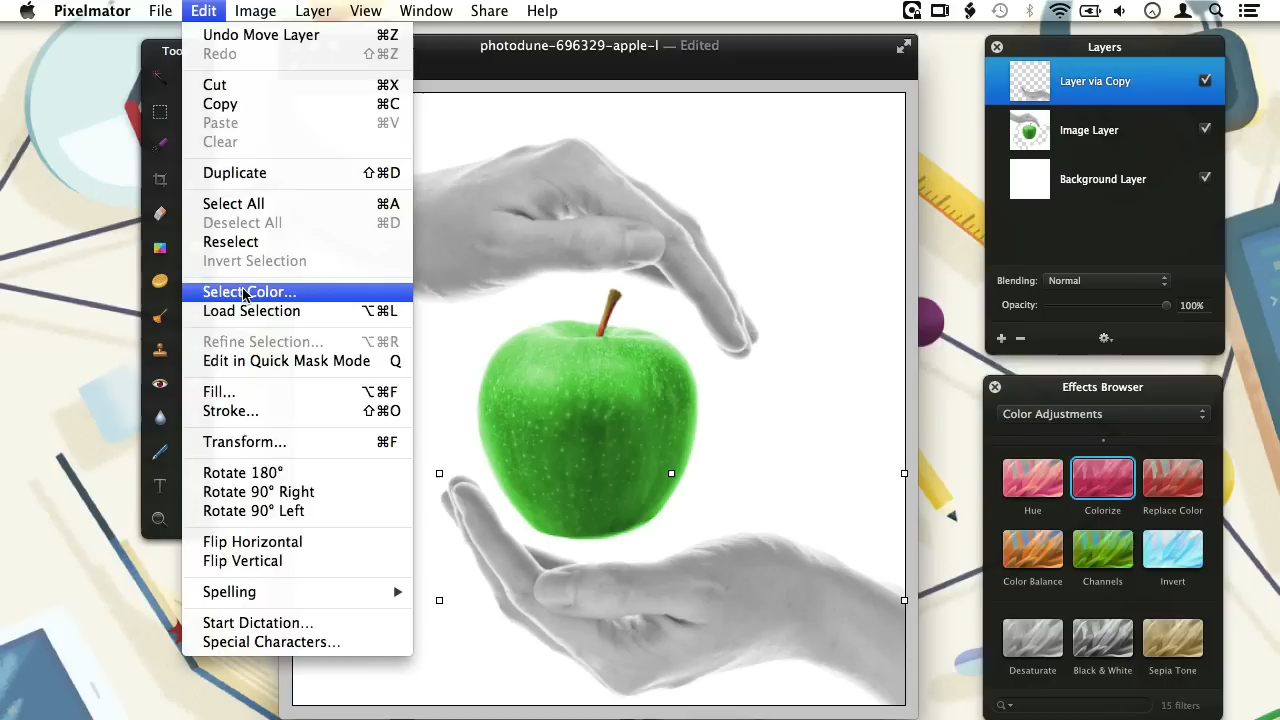 Pixelmator File Edit Image Layer View Window Share Help
Too
photodune-696329-apple-l — Edited
Undo Move Layer ⌘Z
Redo ⇧⌘Z
Cut ⌘X
Copy ⌘C
Paste ⌘V
Clear
Duplicate ⇧⌘D
Select All ⌘A
Deselect All ⌘D
Reselect
Invert Selection
Select Color...
Load Selection ⌥⌘L
Refine Selection... ⌥⌘R
Edit in Quick Mask Mode Q
Fill... ⌥⌘F
Stroke... ⇧⌘O
Transform... ⌘F
Rotate 180°
Rotate 90° Right
Rotate 90° Left
Flip Horizontal
Flip Vertical
Spelling
Start Dictation...
Special Characters...
Layers
Layer via Copy
Image Layer
Background Layer
Blending: Normal
Opacity: 100%
Effects Browser
Color Adjustments
Hue Colorize Replace Color
Color Balance Channels Invert
Desaturate Black & White Sepia Tone
15 filters